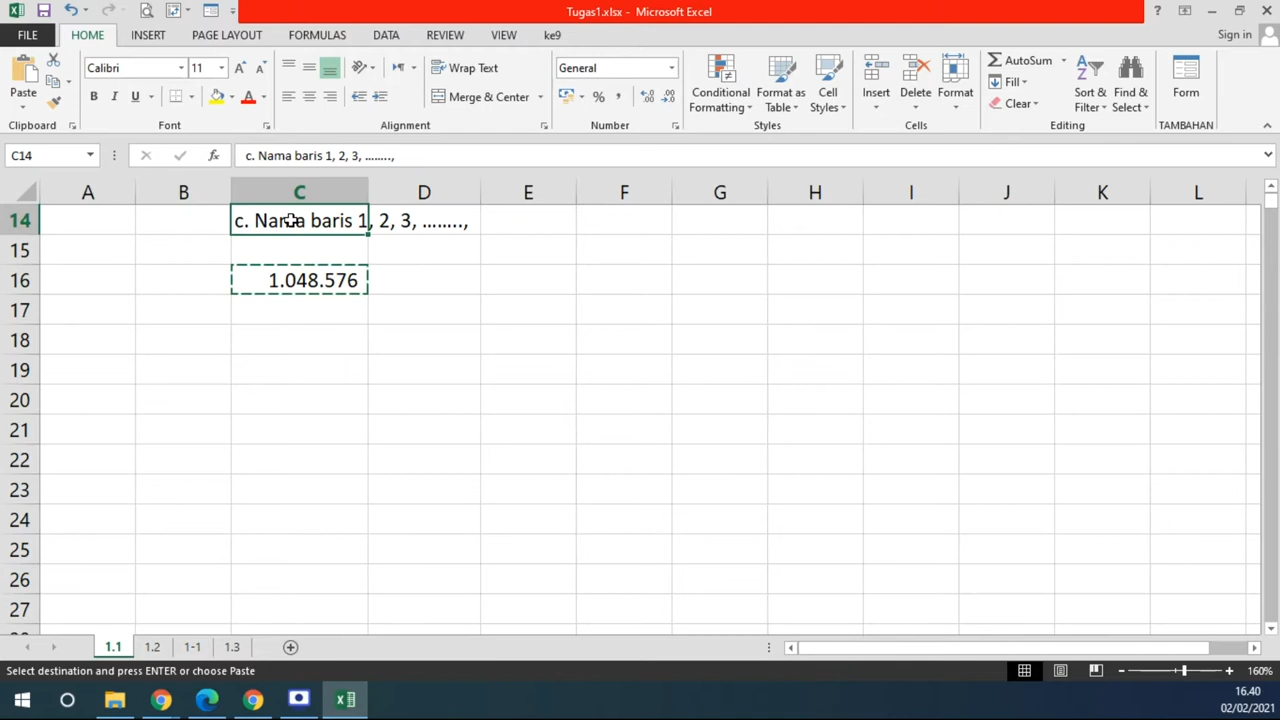 Tugas1.xlsx - Microsoft Excel
?
FILE HOME INSERT PAGE LAYOUT FORMULAS DATA REVIEW VIEW ke9 Sign in
Paste
Calibri 11
B I U
Wrap Text
Merge & Center
General
%
Conditional Formatting
Format as Table
Cell Styles
Insert
Delete
Format
AutoSum
Fill
Clear
Sort & Filter
Find & Select
Form
Clipboard Font Alignment Number Styles Cells Editing TAMBAHAN
C14 fx c. Nama baris 1, 2, 3, ……..,
A B C D E F G H I J K L
14 c. Nama baris 1, 2, 3, ……..,
15
16 1.048.576
17
18
19
20
21
22
23
24
25
26
27
1.1 1.2 1-1 1.3
Select destination and press ENTER or choose Paste 160%
16.40
02/02/2021